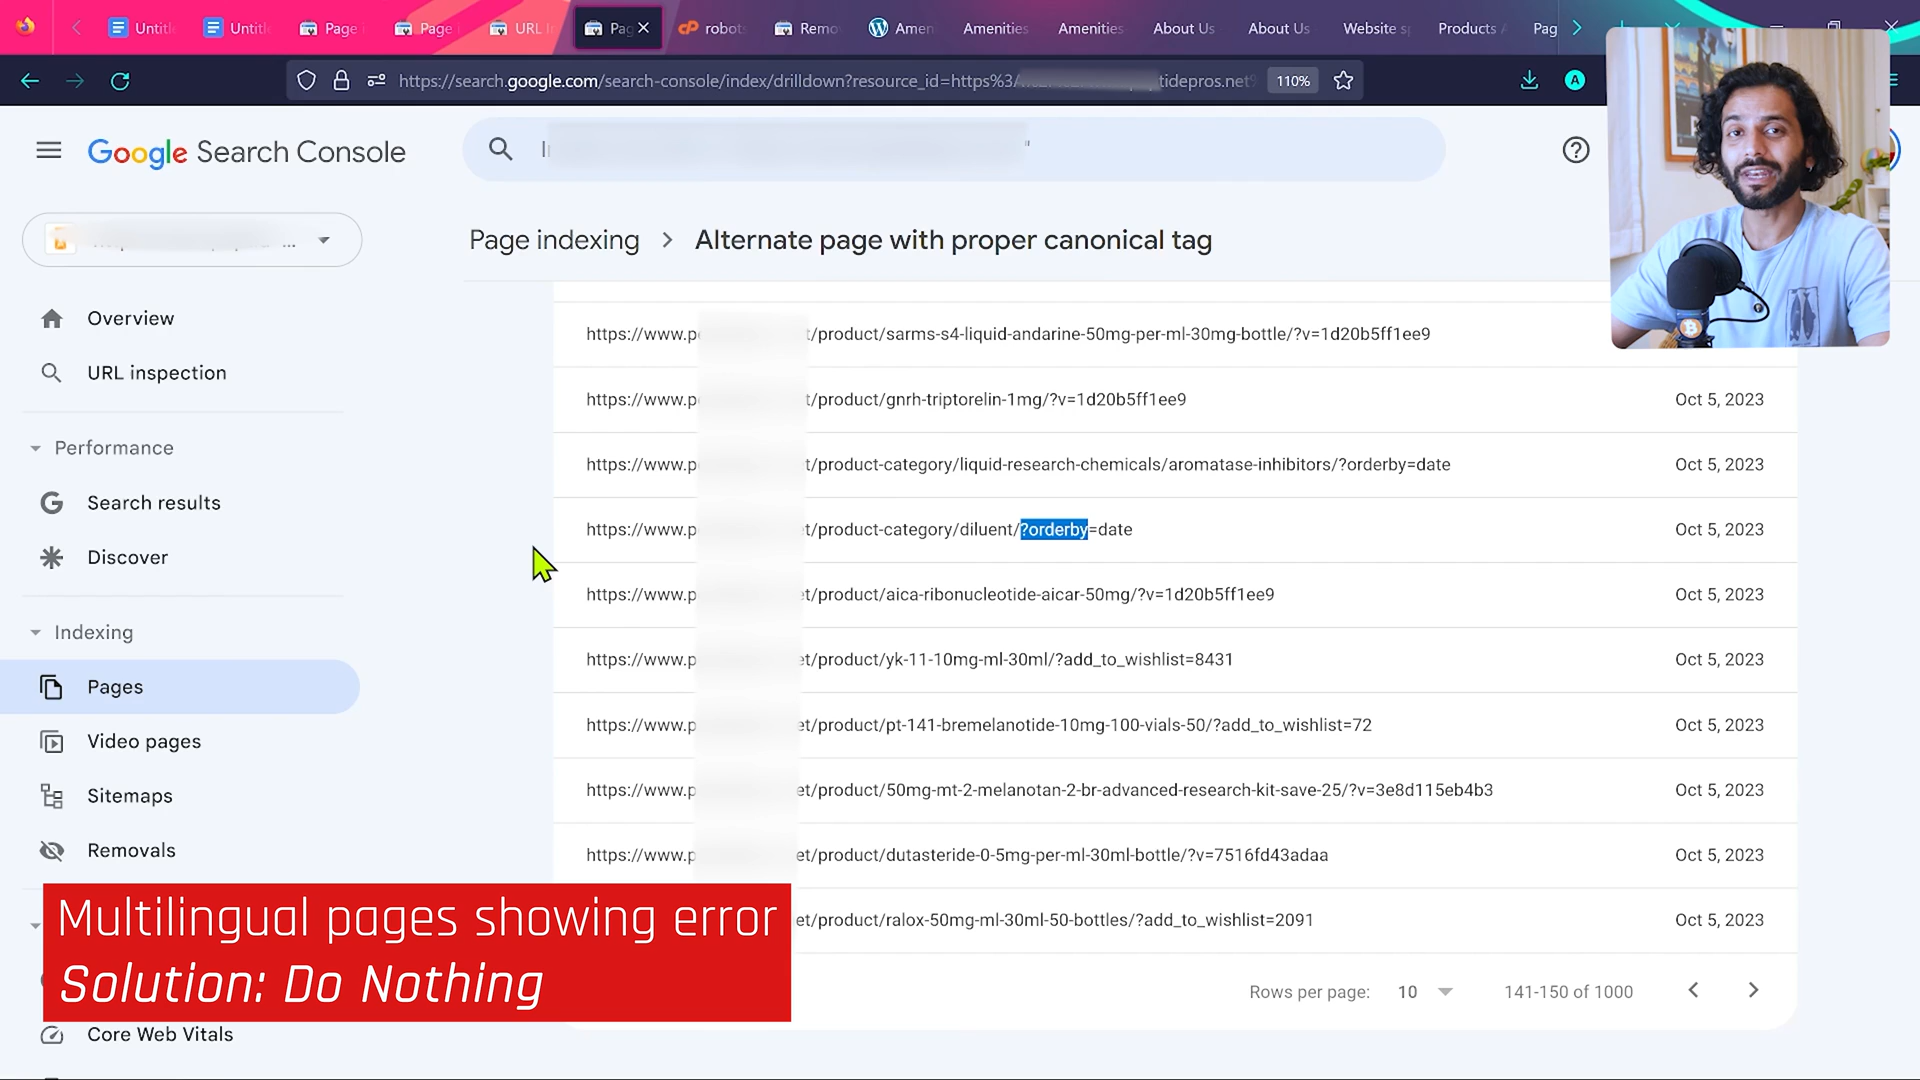 Untitl
Untitl
Page i
Page i
URL In
Pag
robots
Remo
Amen
Amenities
Amenities
About Us
About Us
Website sp
Products A
Pag
https://search.google.com/search-console/index/drilldown?resource_id=https%3/ tidepros.net%
110%
A
Google Search Console
"
Page indexing > Alternate page with proper canonical tag
...
Overview
URL inspection
Performance
Search results
Discover
Indexing
Pages
Video pages
Sitemaps
Removals
Core Web Vitals
https://www.pe t/product/sarms-s4-liquid-andarine-50mg-per-ml-30mg-bottle/?v=1d20b5ff1ee9
https://www.p t/product/gnrh-triptorelin-1mg/?v=1d20b5ff1ee9 Oct 5, 2023
https://www.p t/product-category/liquid-research-chemicals/aromatase-inhibitors/?orderby=date Oct 5, 2023
https://www.p t/product-category/diluent/?orderby=date Oct 5, 2023
https://www.p et/product/aica-ribonucleotide-aicar-50mg/?v=1d20b5ff1ee9 Oct 5, 2023
https://www.p et/product/yk-11-10mg-ml-30ml/?add_to_wishlist=8431 Oct 5, 2023
https://www.p et/product/pt-141-bremelanotide-10mg-100-vials-50/?add_to_wishlist=72 Oct 5, 2023
https://www.p et/product/50mg-mt-2-melanotan-2-br-advanced-research-kit-save-25/?v=3e8d115eb4b3 Oct 5, 2023
https://www.p et/product/dutasteride-0-5mg-per-ml-30ml-bottle/?v=7516fd43adaa Oct 5, 2023
et/product/ralox-50mg-ml-30ml-50-bottles/?add_to_wishlist=2091 Oct 5, 2023
Rows per page: 10 141-150 of 1000
Multilingual pages showing error
Solution: Do Nothing